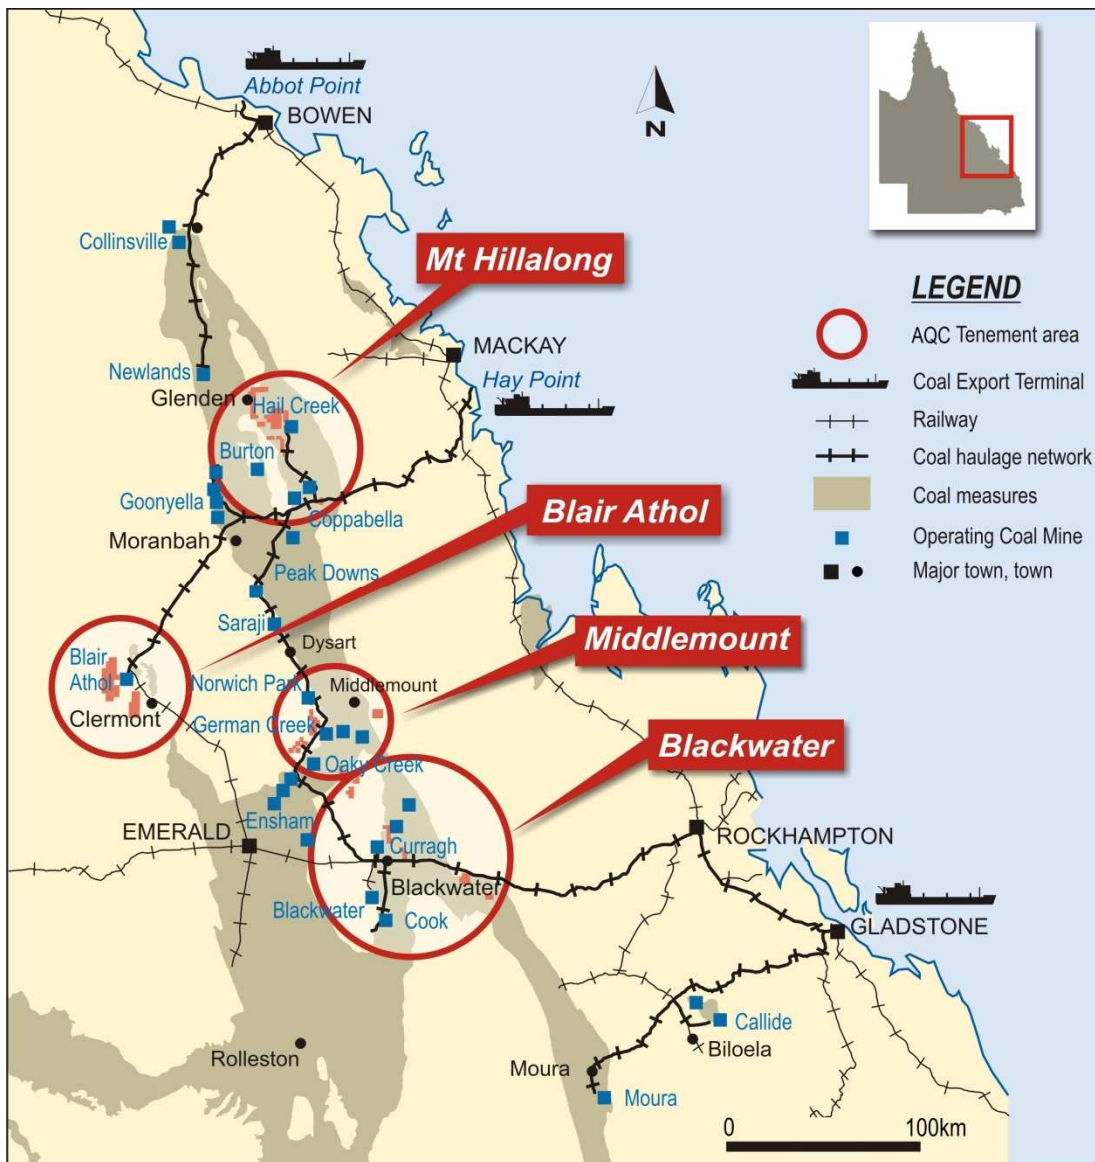 Abbot Point
BOWEN
N
Collinsville
Mt Hillalong
LEGEND
AQC Tenement area
Coal Export Terminal
Railway
Coal haulage network
Coal measures
Operating Coal Mine
Major town, town
MACKAY
Hay Point
Newlands
Glenden
Hail Creek
Burton
Goonyella
Coppabella
Moranbah
Blair Athol
Peak Downs
Saraji
Dysart
Middlemount
Blair
Athol
Clermont
Norwich Park
Middlemount
German Creek
Oaky Creek
Blackwater
Ensham
EMERALD
Curragh
Blackwater
Blackwater
Cook
ROCKHAMPTON
GLADSTONE
Callide
Biloela
Rolleston
Moura
Moura
0 100km